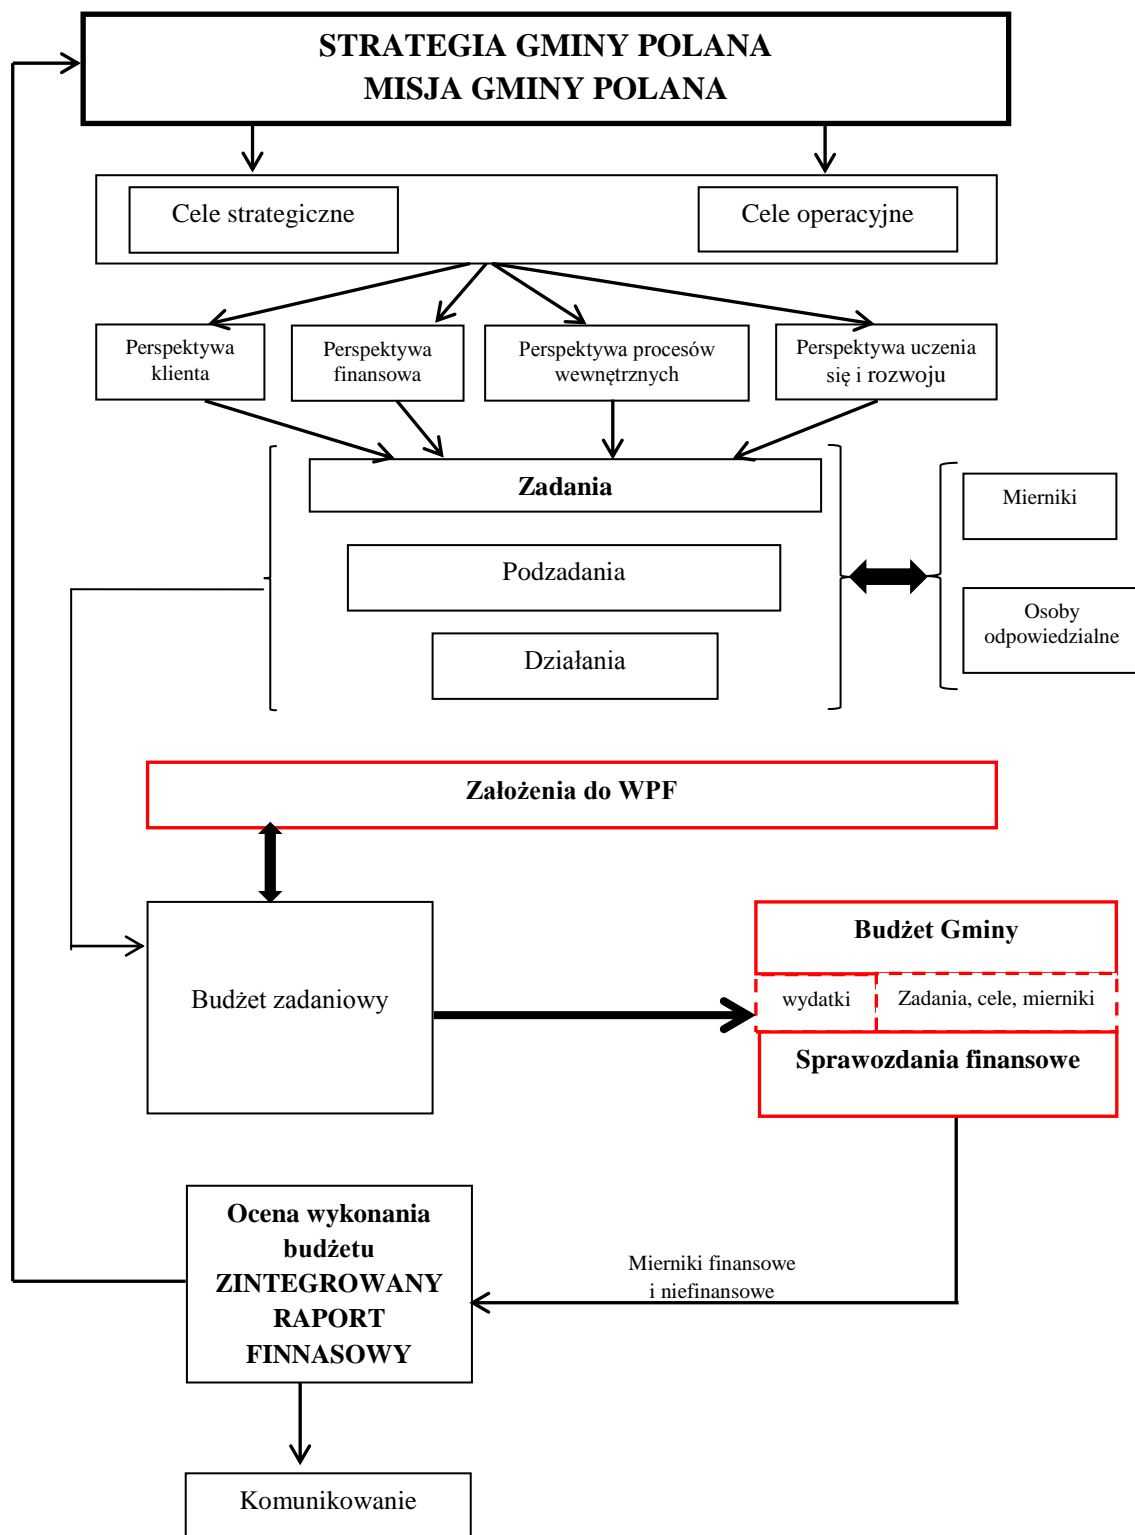 STRATEGIA GMINY POLANA
MISJA GMINY POLANA
Cele strategiczne
Cele operacyjne
Perspektywa
klienta
Perspektywa
finansowa
Perspektywa procesów
wewnętrznych
Perspektywa uczenia
się i rozwoju
Zadania
Mierniki
Podzadania
Osoby
odpowiedzialne
Działania
Założenia do WPF
Budżet zadaniowy
Budżet Gminy
wydatki
Zadania, cele, mierniki
Sprawozdania finansowe
Ocena wykonania
budżetu
ZINTEGROWANY
RAPORT
FINNASOWY
Mierniki finansowe
i niefinansowe
Komunikowanie